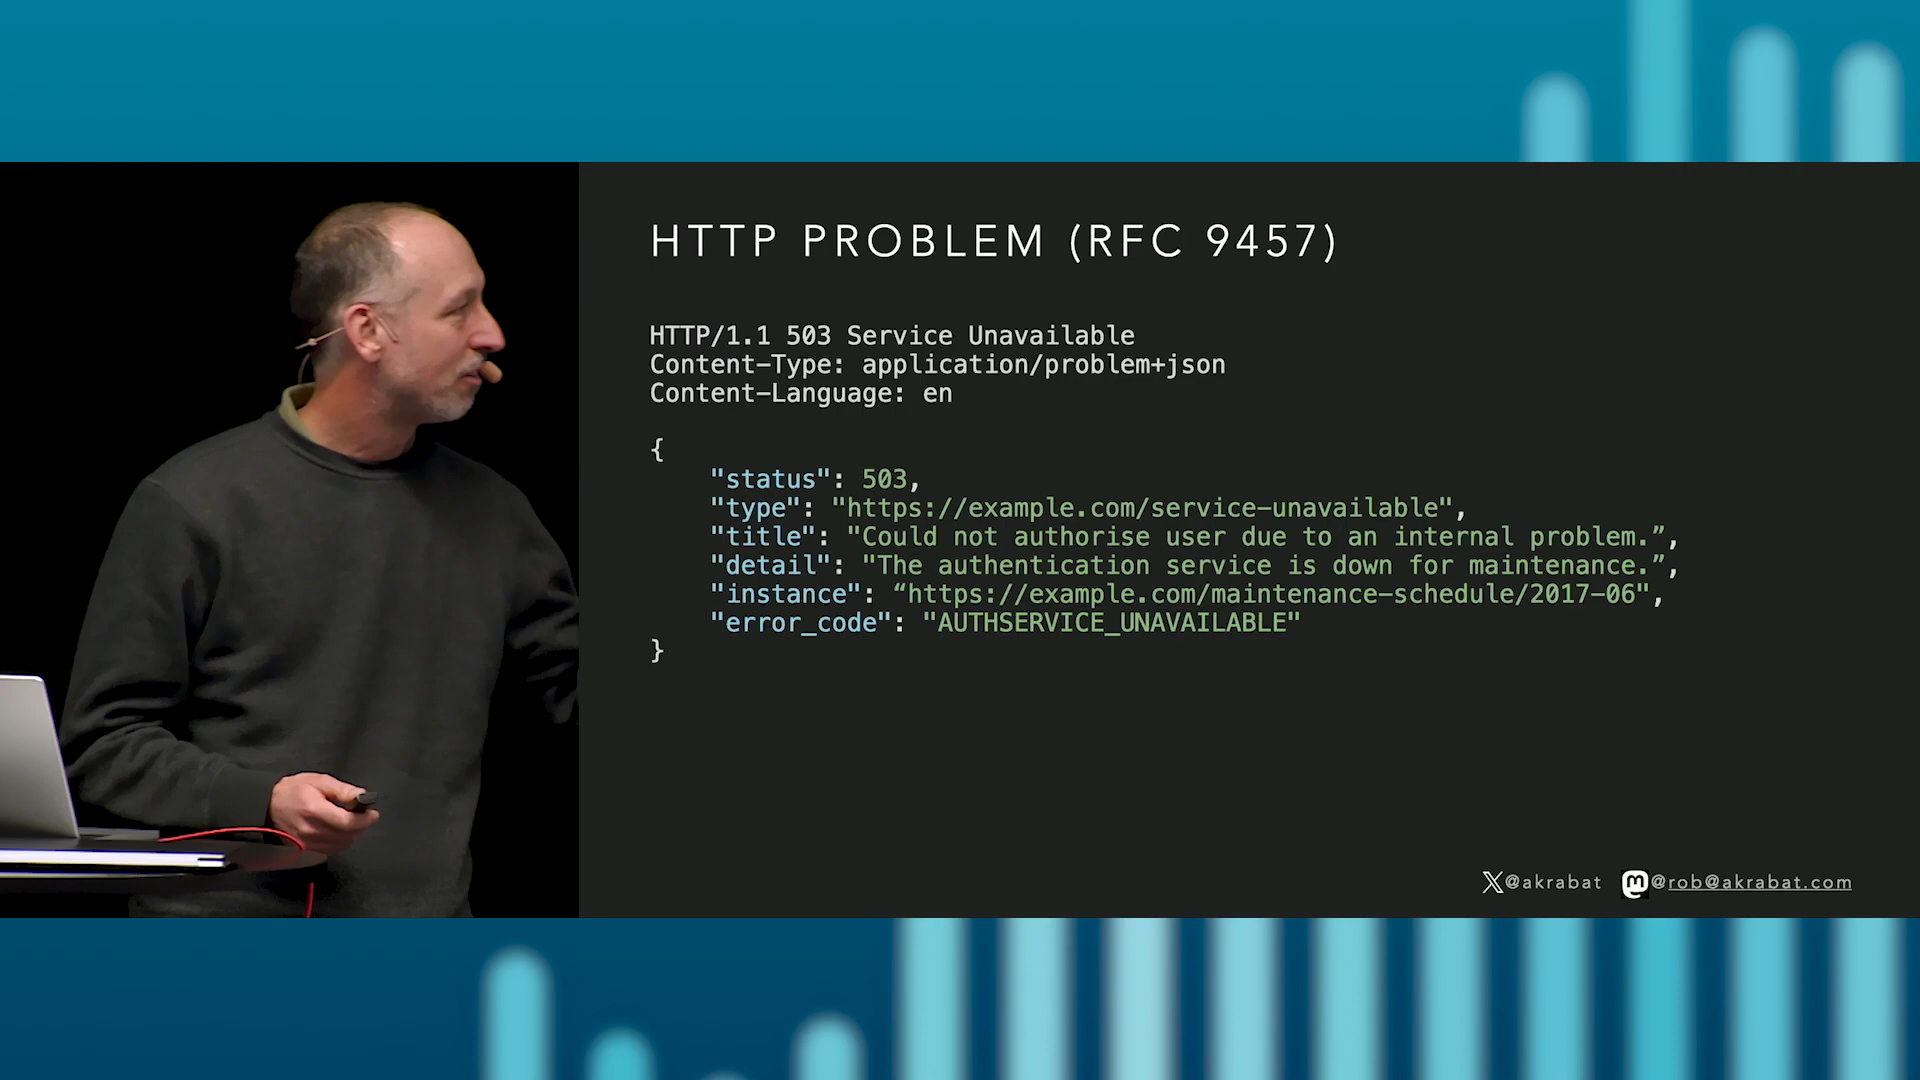 HTTP PROBLEM (RFC 9457)
HTTP/1.1 503 Service Unavailable
Content-Type: application/problem+json
Content-Language: en
{
    "status": 503,
    "type": "https://example.com/service-unavailable",
    "title": "Could not authorise user due to an internal problem.”,
    "detail": "The authentication service is down for maintenance.”,
    "instance": “https://example.com/maintenance-schedule/2017-06",
    "error_code": "AUTHSERVICE_UNAVAILABLE"
}
X@akrabat @rob@akrabat.com